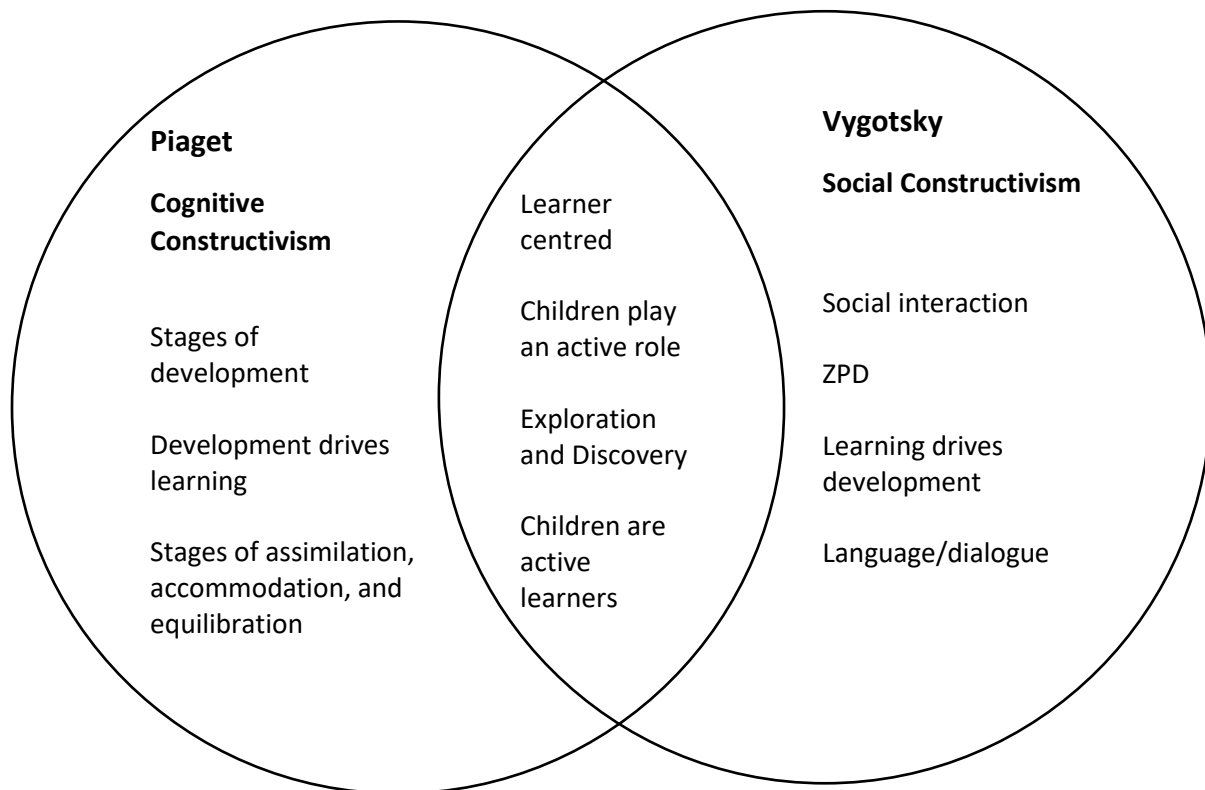 Piaget
Cognitive
Constructivism
Stages of
development
Development drives
learning
Stages of assimilation,
accommodation, and
equilibration
Learner
centred
Children play
an active role
Exploration
and Discovery
Children are
active
learners
Vygotsky
Social Constructivism
Social interaction
ZPD
Learning drives
development
Language/dialogue